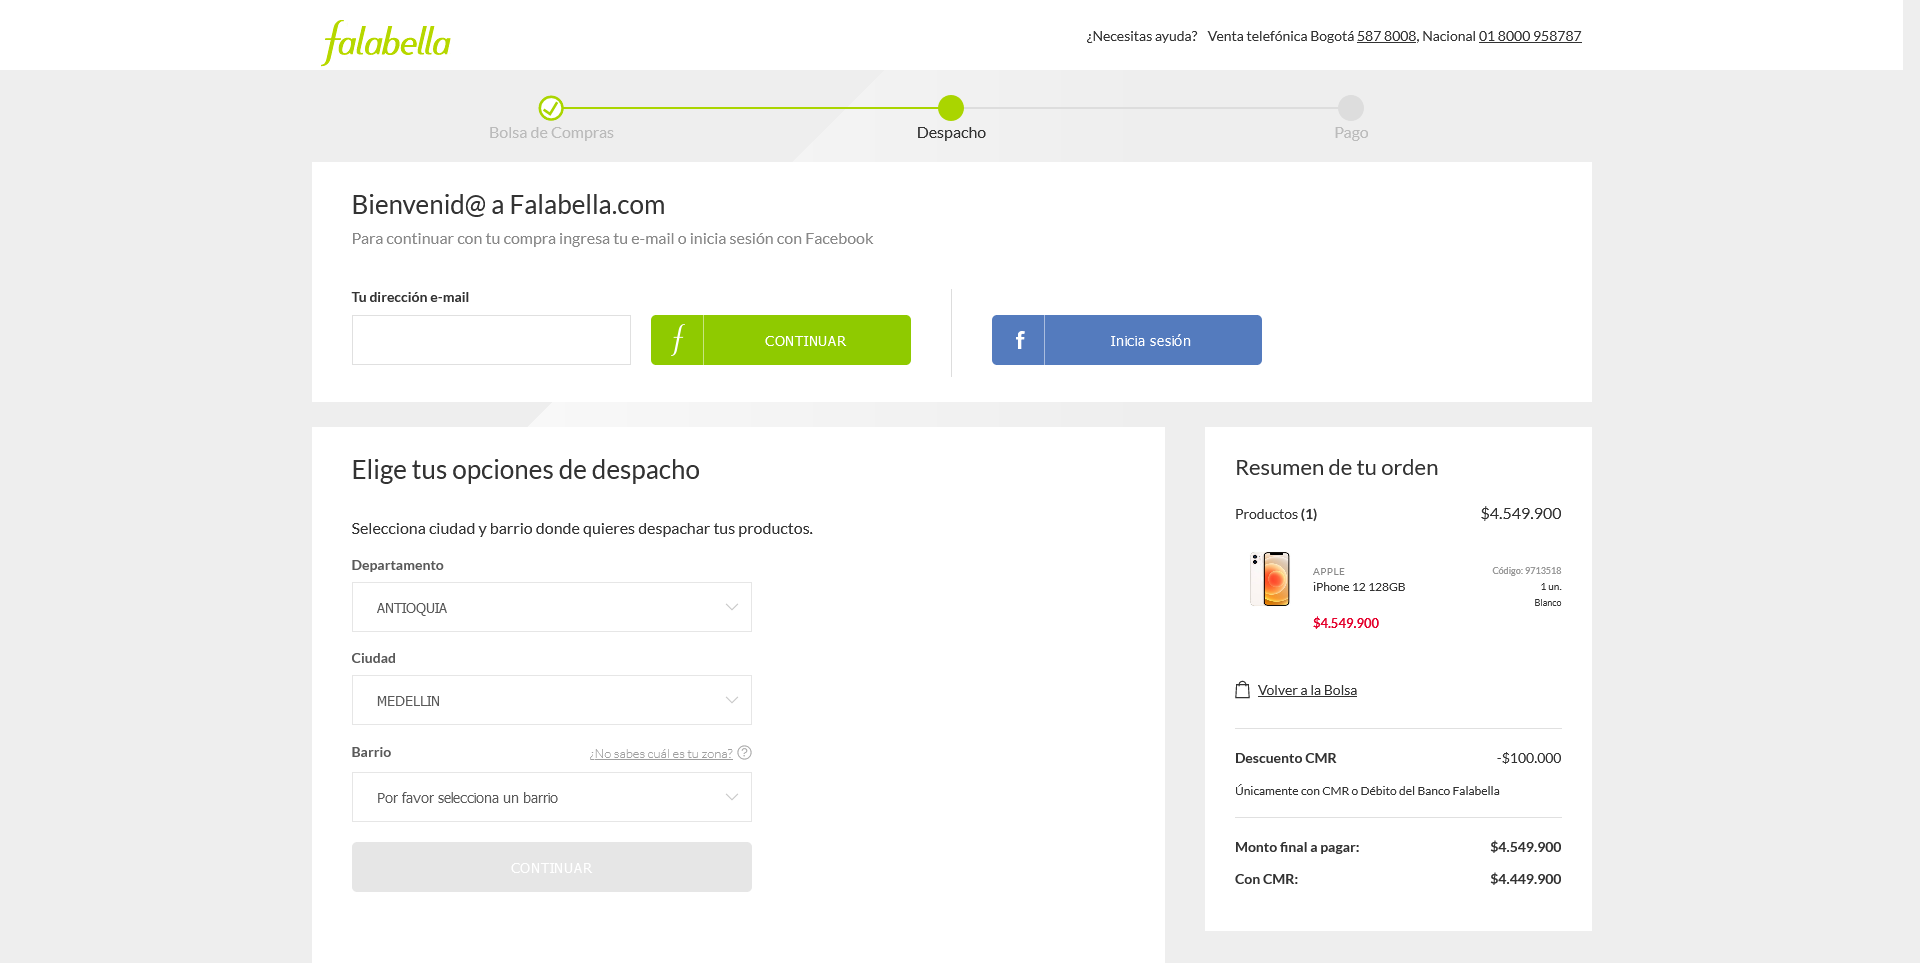 falabella
¿Necesitas ayuda? Venta telefónica Bogotá 587 8008, Nacional 01 8000 958787
Bolsa de Compras
Despacho
Pago
Bienvenid@ a Falabella.com
Para continuar con tu compra ingresa tu e-mail o inicia sesión con Facebook
Tu dirección e-mail
f CONTINUAR
f Inicia sesión
Elige tus opciones de despacho
Selecciona ciudad y barrio donde quieres despachar tus productos.
Departamento
ANTIOQUIA
Ciudad
MEDELLIN
Barrio ¿No sabes cuál es tu zona? ?
Por favor selecciona un barrio
CONTINUAR
Resumen de tu orden
Productos (1) $4.549.900
APPLE Código: 9713518
iPhone 12 128GB 1 un.
Blanco
$4.549.900
Volver a la Bolsa
Descuento CMR -$100.000
Únicamente con CMR o Débito del Banco Falabella
Monto final a pagar: $4.549.900
Con CMR: $4.449.900